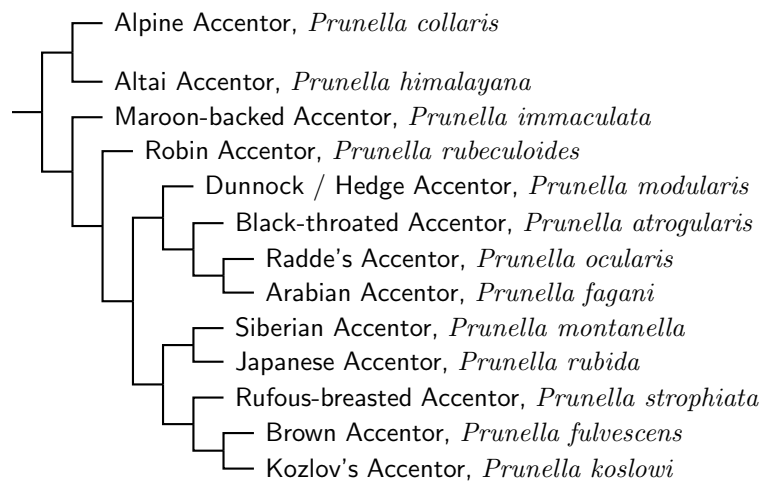 Alpine Accentor, Prunella collaris
Altai Accentor, Prunella himalayana
Maroon-backed Accentor, Prunella immaculata
Robin Accentor, Prunella rubeculoides
Dunnock / Hedge Accentor, Prunella modularis
Black-throated Accentor, Prunella atrogularis
Radde's Accentor, Prunella ocularis
Arabian Accentor, Prunella fagani
Siberian Accentor, Prunella montanella
Japanese Accentor, Prunella rubida
Rufous-breasted Accentor, Prunella strophiata
Brown Accentor, Prunella fulvescens
Kozlov's Accentor, Prunella koslowi